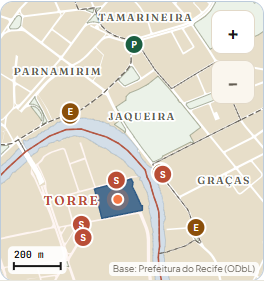 TAMARINEIRA
P
+
PARNAMIRIM
−
E
JAQUEIRA
S
S
GRAÇAS
TORRE
S
S
E
200 m
Base: Prefeitura do Recife (ODbL)